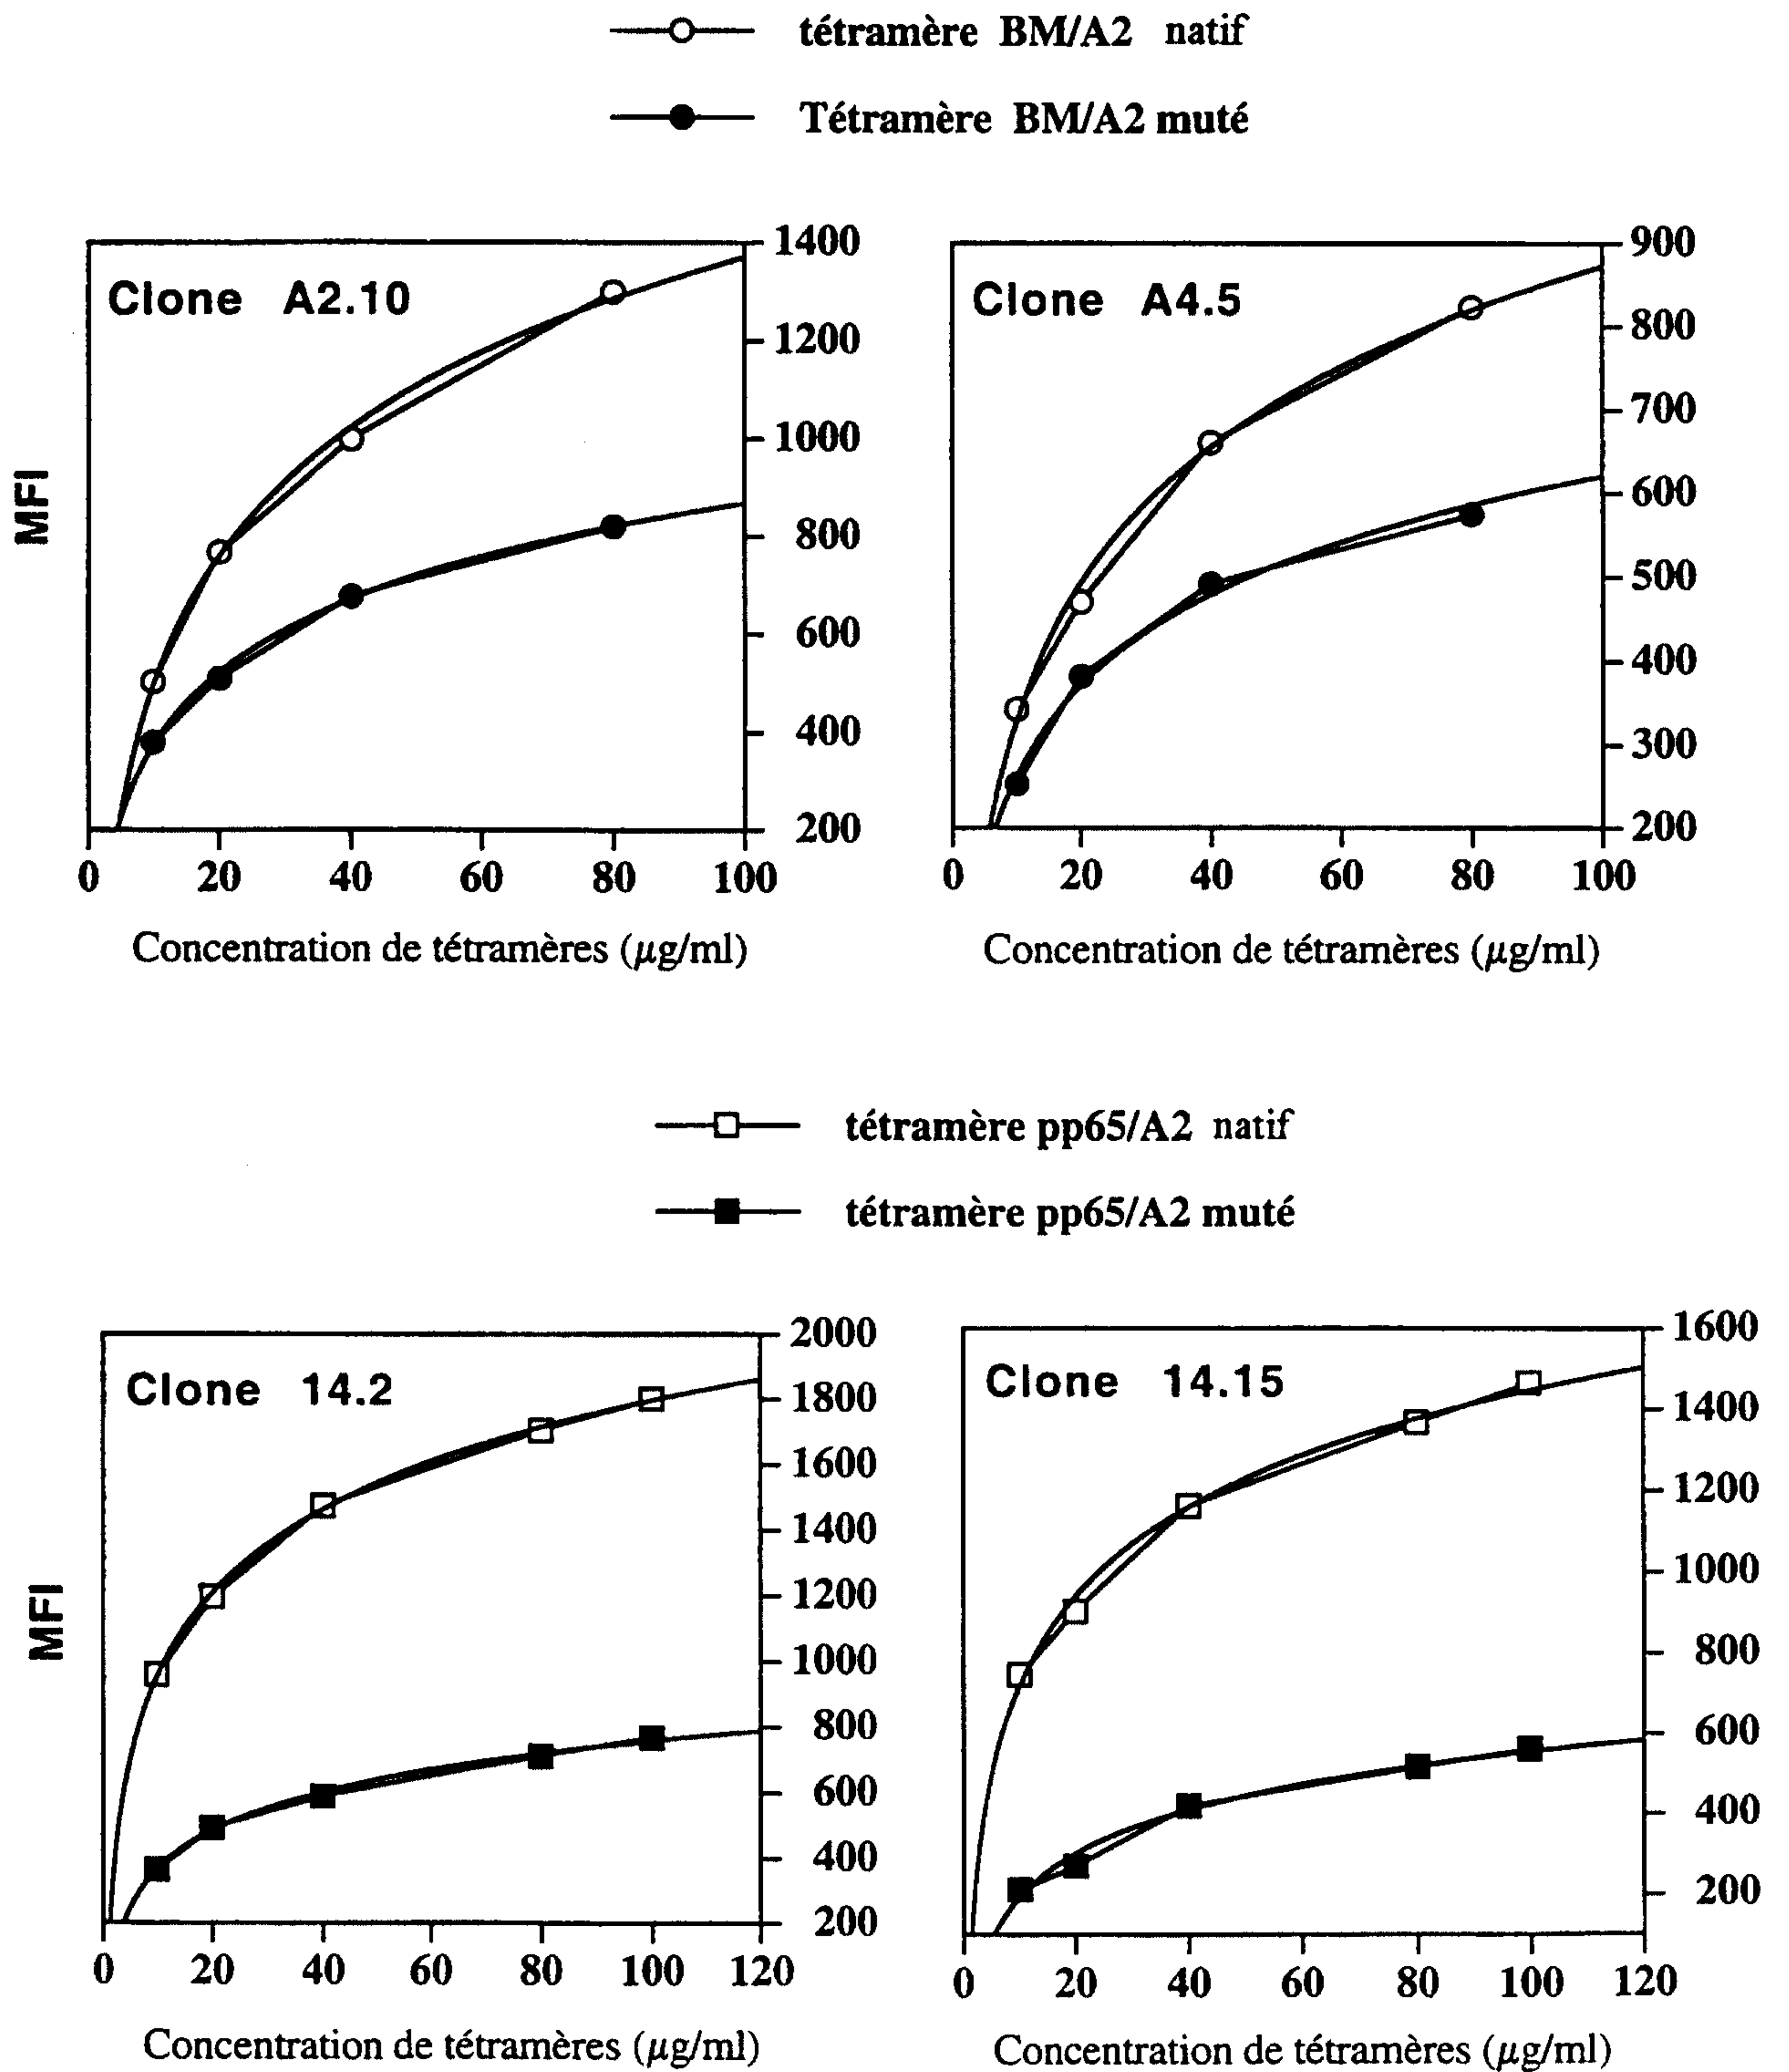 tétramère BM/A2 natif
Tétramère BM/A2 muté
Clone A2.10
MFI
1400
1200
1000
800
600
400
200
0 20 40 60 80 100
Concentration de tétramères (µg/ml)
Clone A4.5
900
800
700
600
500
400
300
200
0 20 40 60 80 100
Concentration de tétramères (µg/ml)
tétramère pp65/A2 natif
tétramère pp65/A2 muté
Clone 14.2
MFI
2000
1800
1600
1400
1200
1000
800
600
400
200
0 20 40 60 80 100 120
Concentration de tétramères (µg/ml)
Clone 14.15
1600
1400
1200
1000
800
600
400
200
0 20 40 60 80 100 120
Concentration de tétramères (µg/ml)